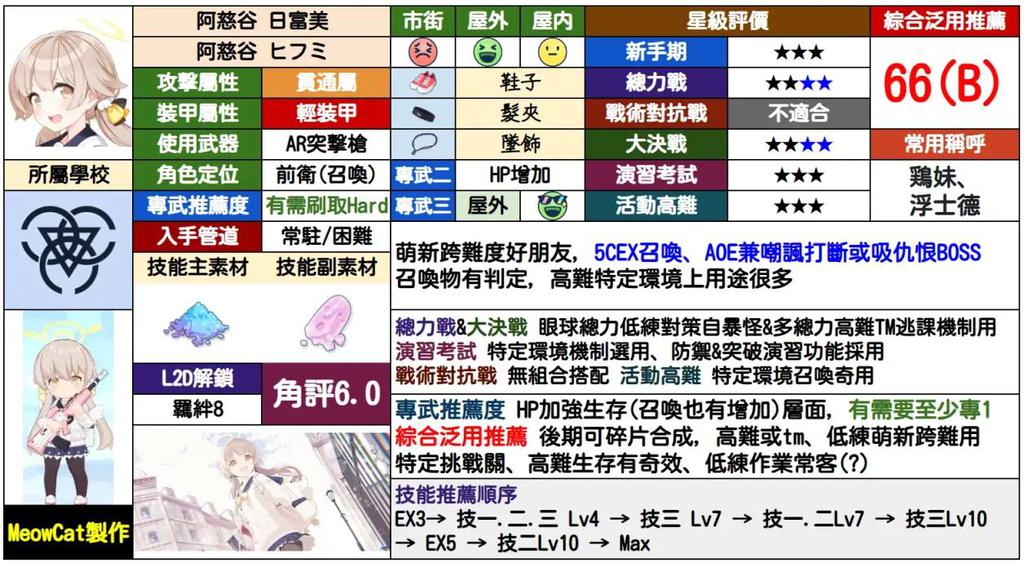 阿慈谷 日富美
阿慈谷 ヒフミ
市街 屋外 屋内
星級評價
綜合泛用推薦
新手期 ★★★
66(B)
攻擊屬性 貫通屬
鞋子
總力戰 ★★★★
裝甲屬性 輕裝甲
髮夾
戰術對抗戰 不適合
使用武器 AR突擊槍
墜飾
大決戰 ★★★★
常用稱呼
所屬學校
角色定位 前衛(召喚)
專武二 HP增加
演習考試 ★★★
鶏妹、
浮士德
專武推薦度 有需刷取Hard
專武三 屋外
活動高難 ★★★
入手管道 常駐/困難
技能主素材 技能副素材
萌新跨難度好朋友, 5CEX召喚、AOE兼嘲諷打斷或吸仇恨BOSS
召喚物有判定, 高難特定環境上用途很多
總力戰&大決戰 眼球總力低練對策自暴怪&多總力高難TM逃課機制用
演習考試 特定環境機制選用、防禦&突破演習功能採用
戰術對抗戰 無組合搭配 活動高難 特定環境召喚奇用
L2D解鎖
羈絆8
角評6.0
專武推薦度 HP加強生存(召喚也有增加)層面, 有需要至少專1
綜合泛用推薦 後期可碎片合成, 高難或tm、低練萌新跨難用
特定挑戰關、高難生存有奇效、低練作業常客(?)
技能推薦順序
EX3→ 技一.二.三 Lv4 → 技三 Lv7 → 技一.二Lv7 → 技三Lv10
→ EX5 → 技二Lv10 → Max
MeowCat製作